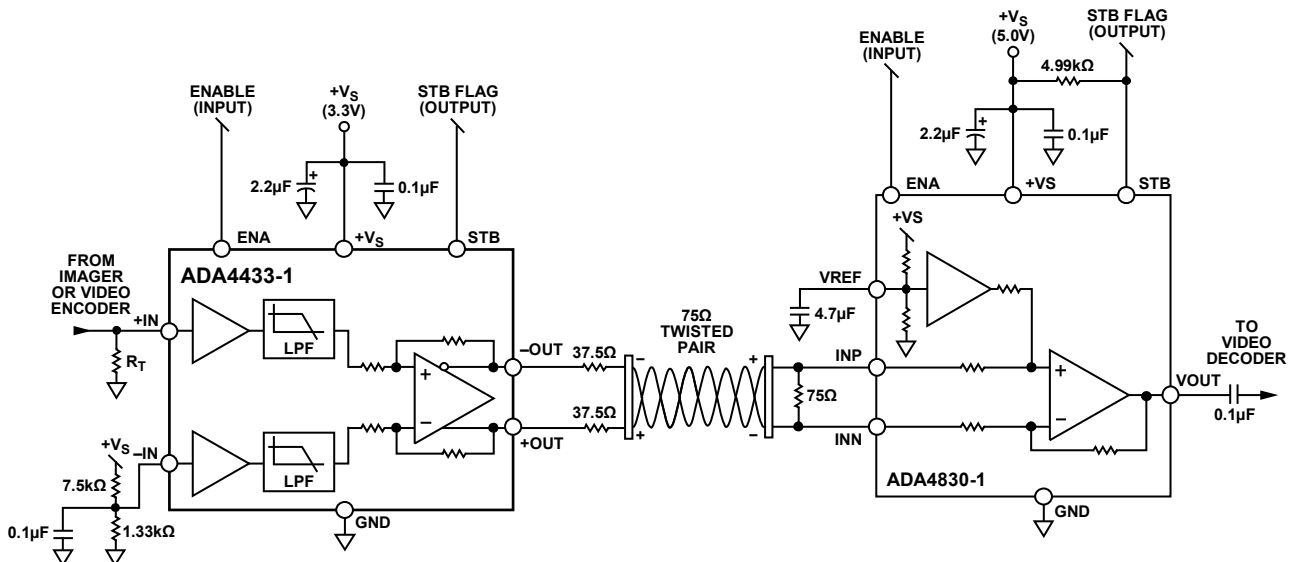 ENABLE
(INPUT)
+VS
(3.3V)
STB FLAG
(OUTPUT)
2.2µF
+
0.1µF
ENA
+VS
STB
ADA4433-1
FROM
IMAGER
OR VIDEO
ENCODER
+IN
RT
LPF
+
−
–OUT
+OUT
+VS
–IN
7.5kΩ
0.1µF
1.33kΩ
LPF
GND
37.5Ω
37.5Ω
75Ω
TWISTED
PAIR
–
+
+
–
75Ω
ENABLE
(INPUT)
+VS
(5.0V)
STB FLAG
(OUTPUT)
4.99kΩ
2.2µF
+
0.1µF
ENA
+VS
STB
+VS
VREF
4.7µF
INP
INN
+
−
VOUT
TO
VIDEO
DECODER
0.1µF
ADA4830-1
GND